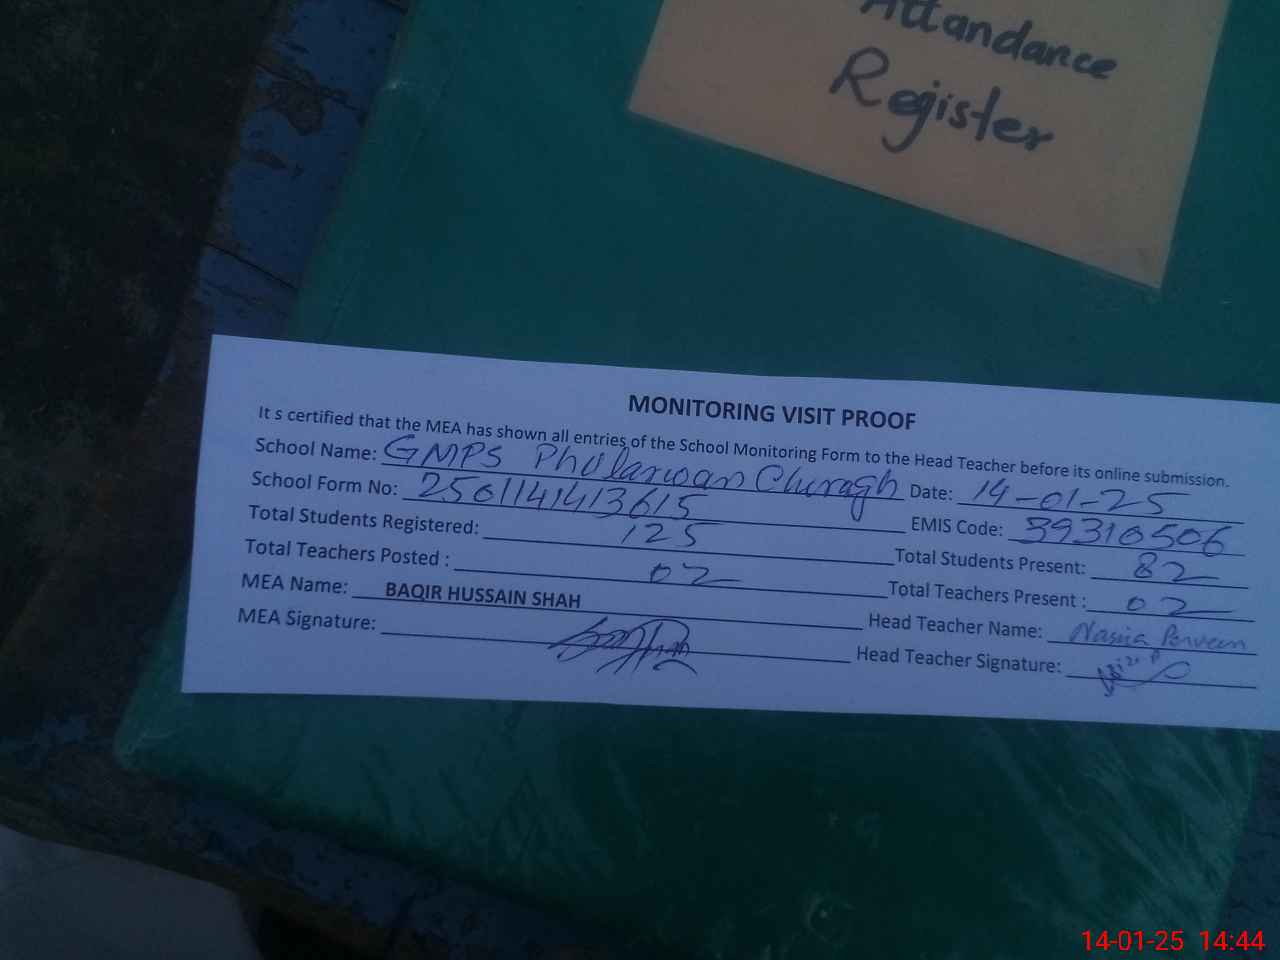 Attandance
Register
MONITORING VISIT PROOF
It s certified that the MEA has shown all entries of the School Monitoring Form to the Head Teacher before its online submission.
School Name: GMPS Phularwan Churagh Date: 14-01-25
School Form No: 2501141413615 EMIS Code: 39310506
Total Students Registered: 125 Total Students Present: 82
Total Teachers Posted : 02 Total Teachers Present : 02
MEA Name: BAQIR HUSSAIN SHAH Head Teacher Name: Nasira Parveen
MEA Signature: Head Teacher Signature:
14-01-25 14:44